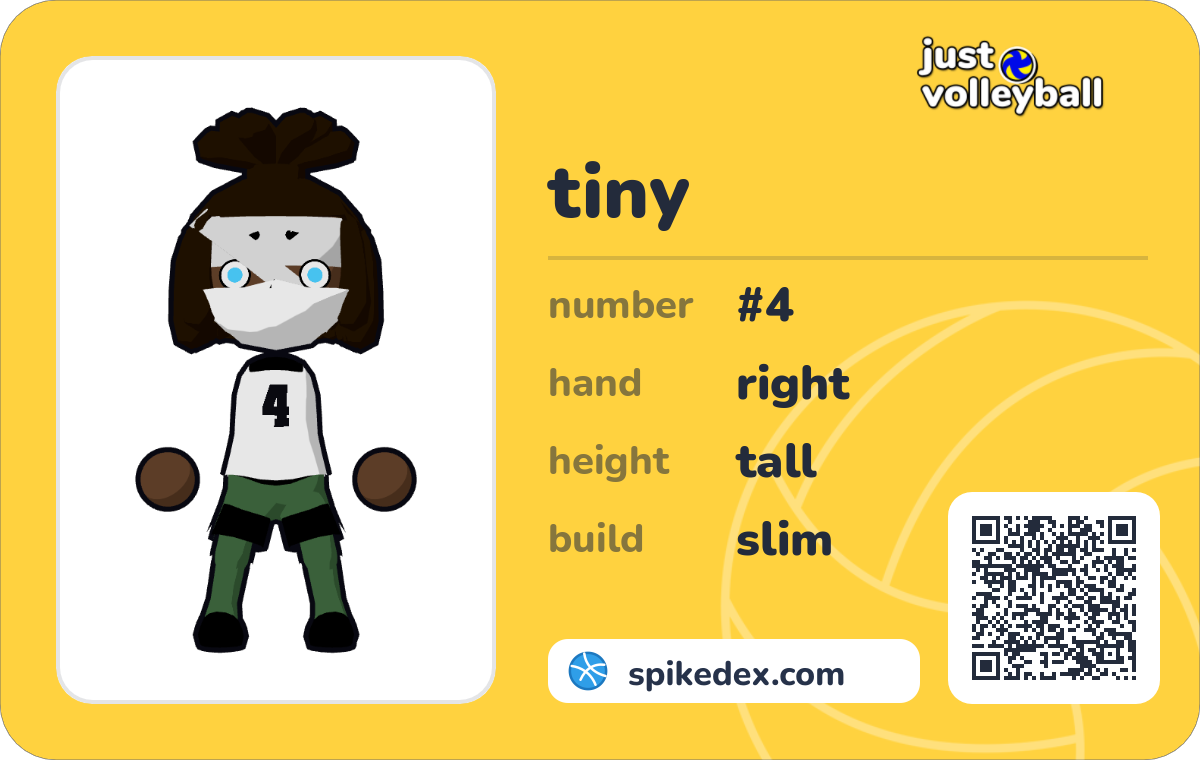 just
volleyball
tiny
number #4
hand right
height tall
build slim
4
spikedex.com